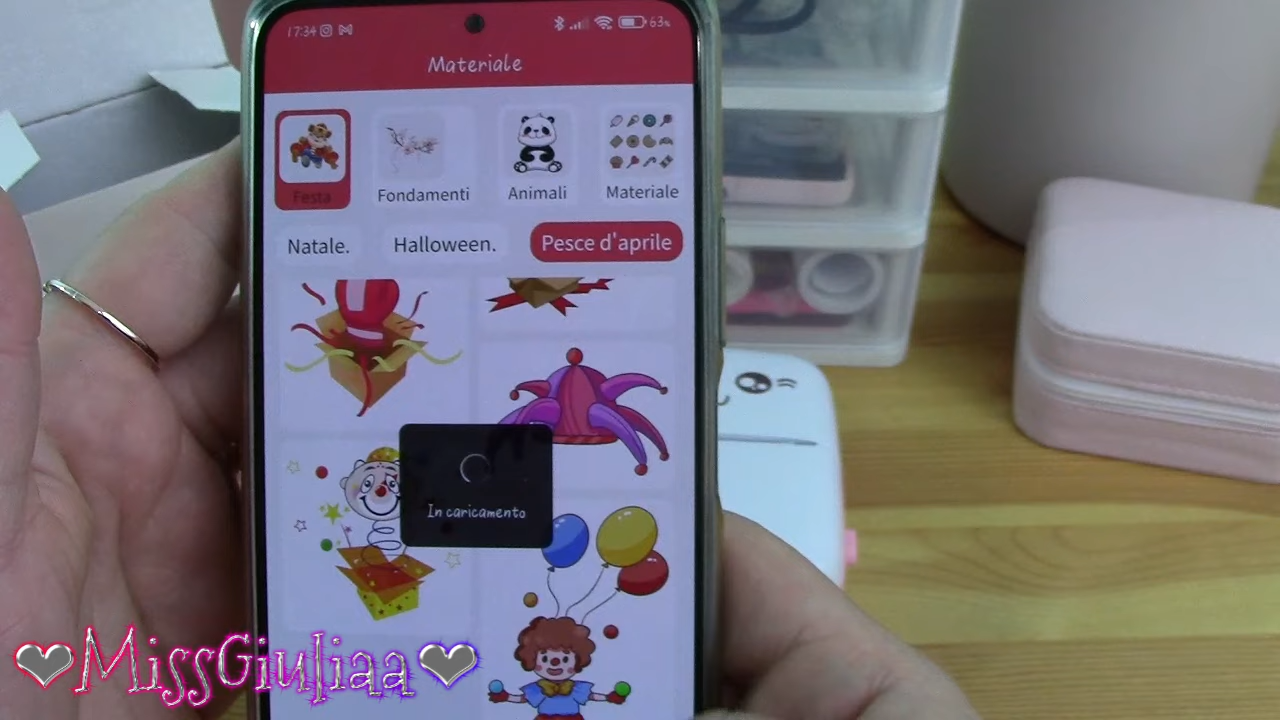 17:34
63%
Materiale
Festa
Fondamenti
Animali
Materiale
Natale.
Halloween.
Pesce d'aprile
In caricamento
MissGiuliaa